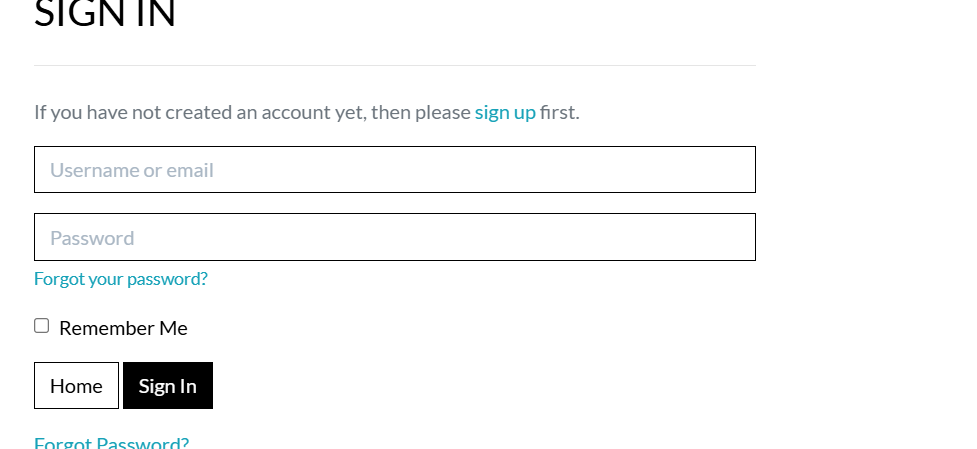 SIGN IN
If you have not created an account yet, then please sign up first.
Username or email
Password
Forgot your password?
Remember Me
Home Sign In
Forgot Password?